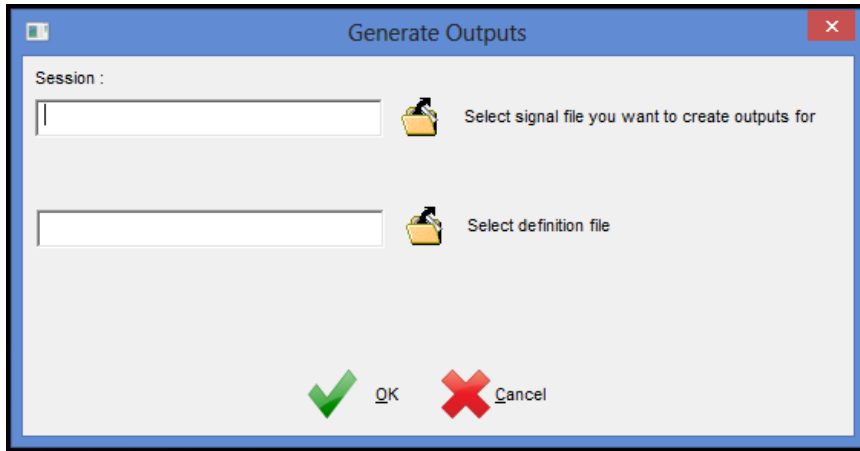 Generate Outputs
Session :
Select signal file you want to create outputs for
Select definition file
OK
Cancel